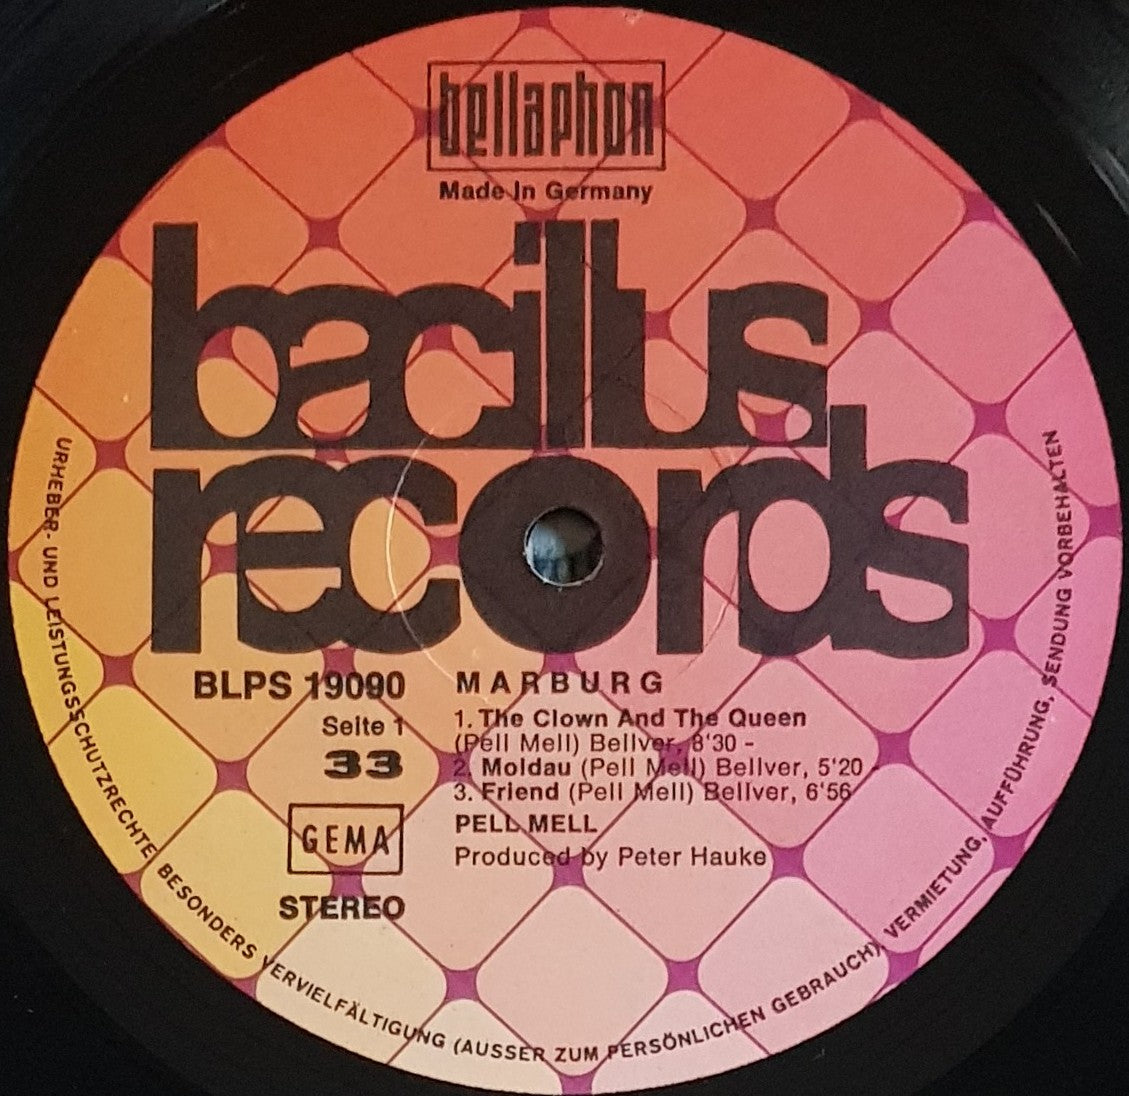 bellaphon
Made In Germany
bacillus
records
BLPS 19090
Seite 1
33
GEMA
STEREO
MARBURG
1. The Clown And The Queen
(Pell Mell) Bellver, 8'30 -
2. Moldau (Pell Mell) Bellver, 5'20 -
3. Friend (Pell Mell) Bellver, 6'56
PELL MELL
Produced by Peter Hauke
URHEBER- UND LEISTUNGSSCHUTZRECHTE BESONDERS VERVIELFÄLTIGUNG (AUSSER ZUM PERSÖNLICHEN GEBRAUCH), VERMIETUNG, AUFFÜHRUNG, SENDUNG VORBEHALTEN